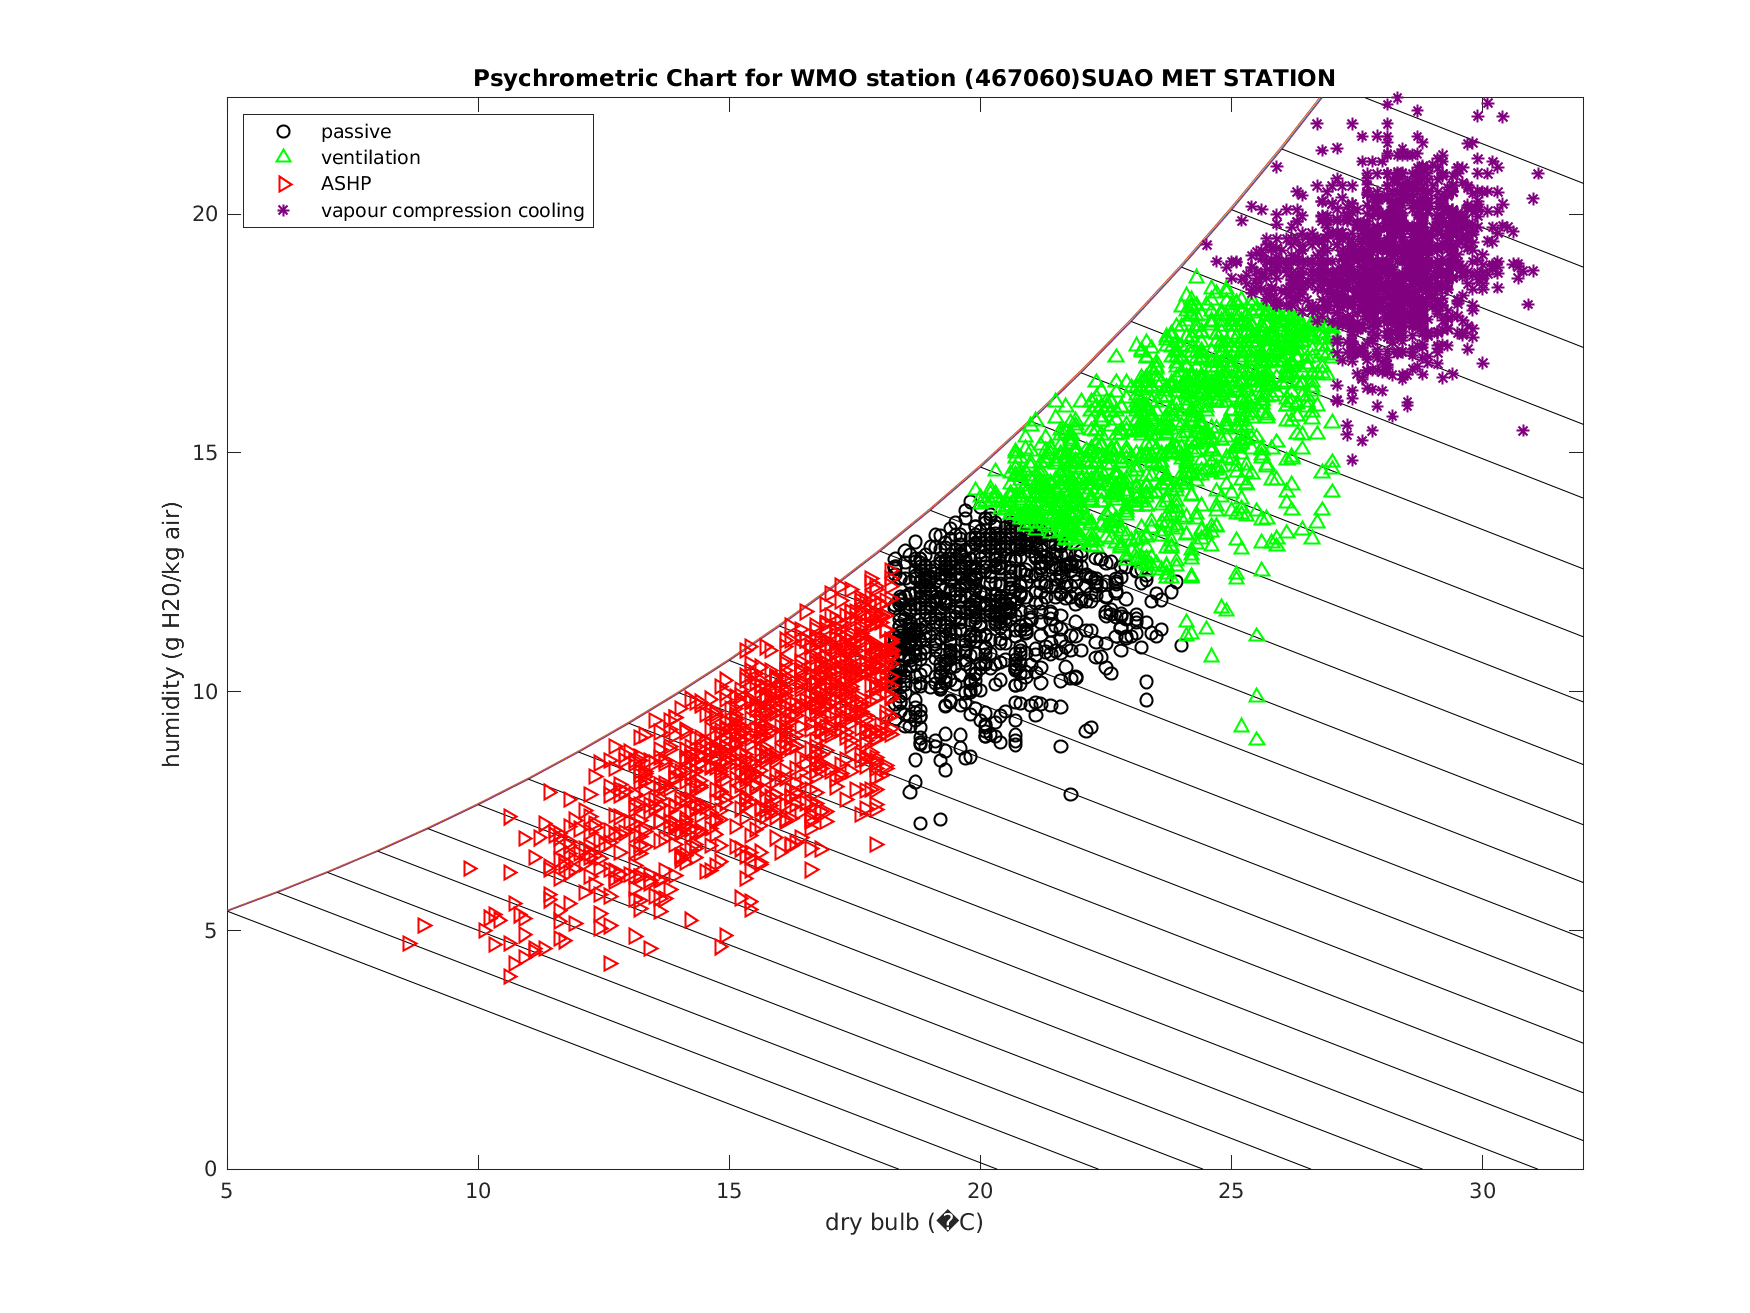 Psychrometric Chart for WMO station (467060)SUAO MET STATION
passive
ventilation
ASHP
vapour compression cooling
humidity (g H20/kg air)
20
15
10
5
0
5
10
15
20
25
30
dry bulb (�C)